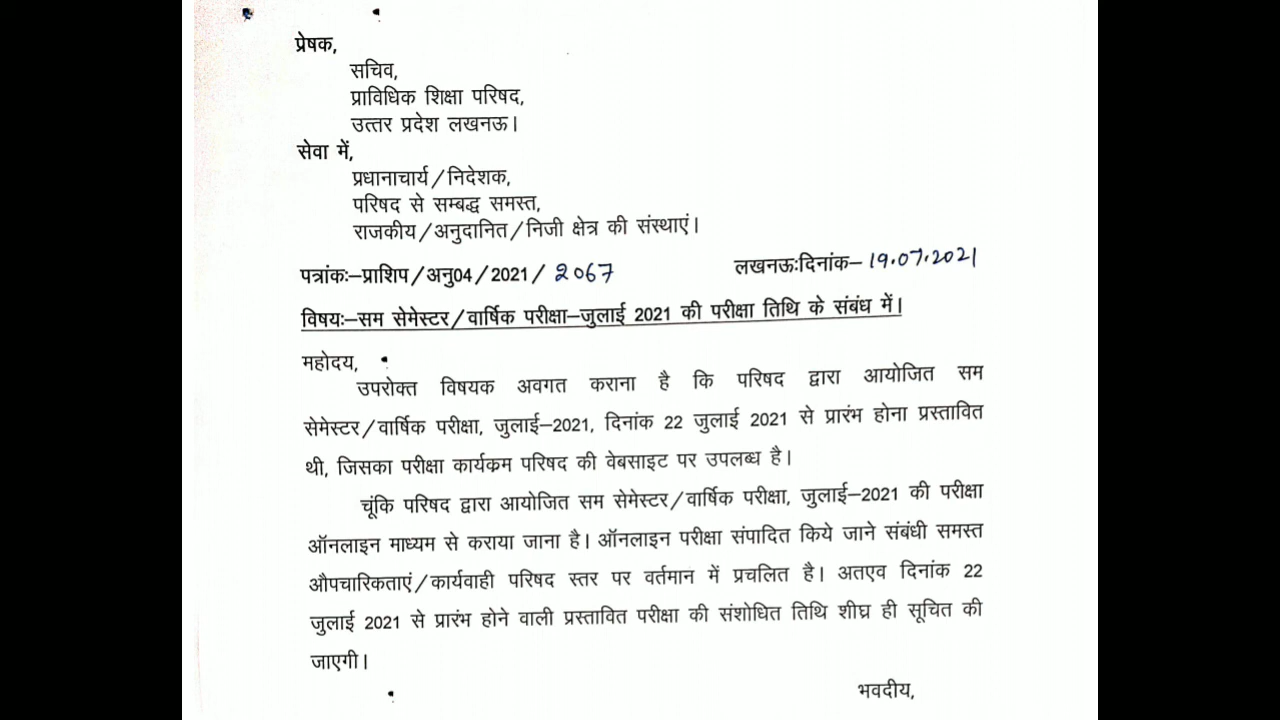 प्रेषक,
सचिव,
प्राविधिक शिक्षा परिषद,
उत्तर प्रदेश लखनऊ।
सेवा में,
प्रधानाचार्य/निदेशक,
परिषद से सम्बद्ध समस्त,
राजकीय/अनुदानित/निजी क्षेत्र की संस्थाएं।
पत्रांकः–प्राशिप/अनु04/2021/ 2067 लखनऊःदिनांक– 19.07.2021
विषयः–सम सेमेस्टर/वार्षिक परीक्षा–जुलाई 2021 की परीक्षा तिथि के संबंध में।
महोदय,
उपरोक्त विषयक अवगत कराना है कि परिषद द्वारा आयोजित सम
सेमेस्टर/वार्षिक परीक्षा, जुलाई–2021, दिनांक 22 जुलाई 2021 से प्रारंभ होना प्रस्तावित
थी, जिसका परीक्षा कार्यक्रम परिषद की वेबसाइट पर उपलब्ध है।
चूंकि परिषद द्वारा आयोजित सम सेमेस्टर/वार्षिक परीक्षा, जुलाई–2021 की परीक्षा
ऑनलाइन माध्यम से कराया जाना है। ऑनलाइन परीक्षा संपादित किये जाने संबंधी समस्त
औपचारिकताएं/कार्यवाही परिषद स्तर पर वर्तमान में प्रचलित है। अतएव दिनांक 22
जुलाई 2021 से प्रारंभ होने वाली प्रस्तावित परीक्षा की संशोधित तिथि शीघ्र ही सूचित की
जाएगी।
भवदीय,